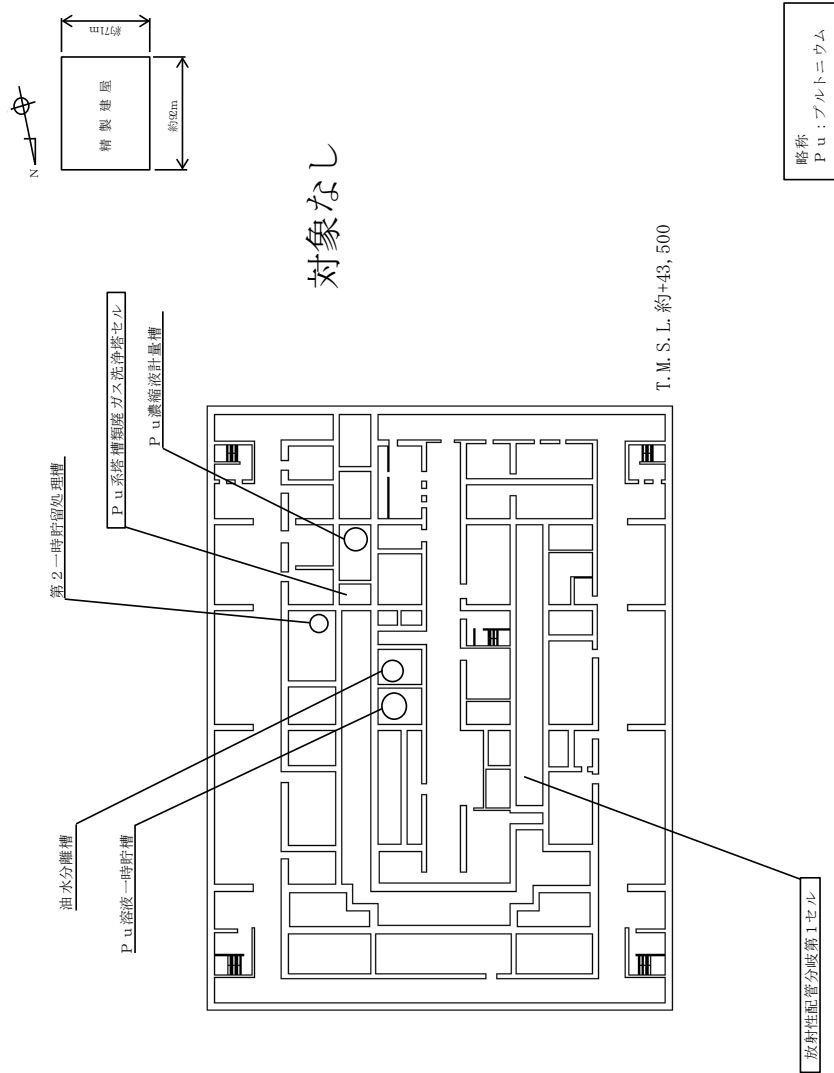 N
精製建屋
約71m
約92m
対象なし
Pu系塔槽類廃ガス洗浄塔セル
Pu濃縮液計量槽
第2一時貯留処理槽
油水分離槽
Pu溶液一時貯槽
放射性配管分岐第1セル
T.M.S.L.約+43,500
略称
Pu:プルトニウム